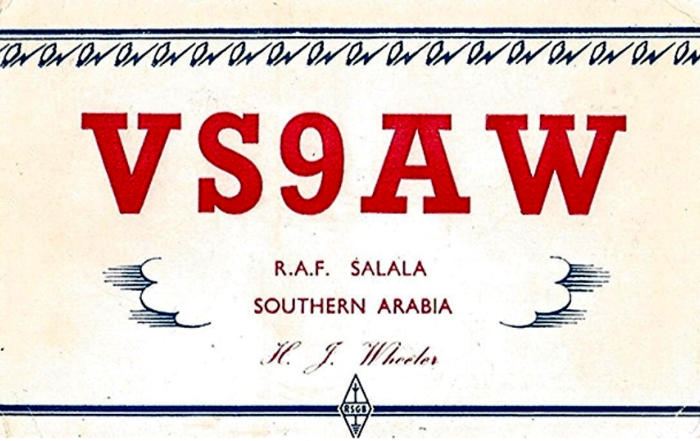 VS9AW
R.A.F. SALALA
SOUTHERN ARABIA
H. J. Wheeler
RSGB